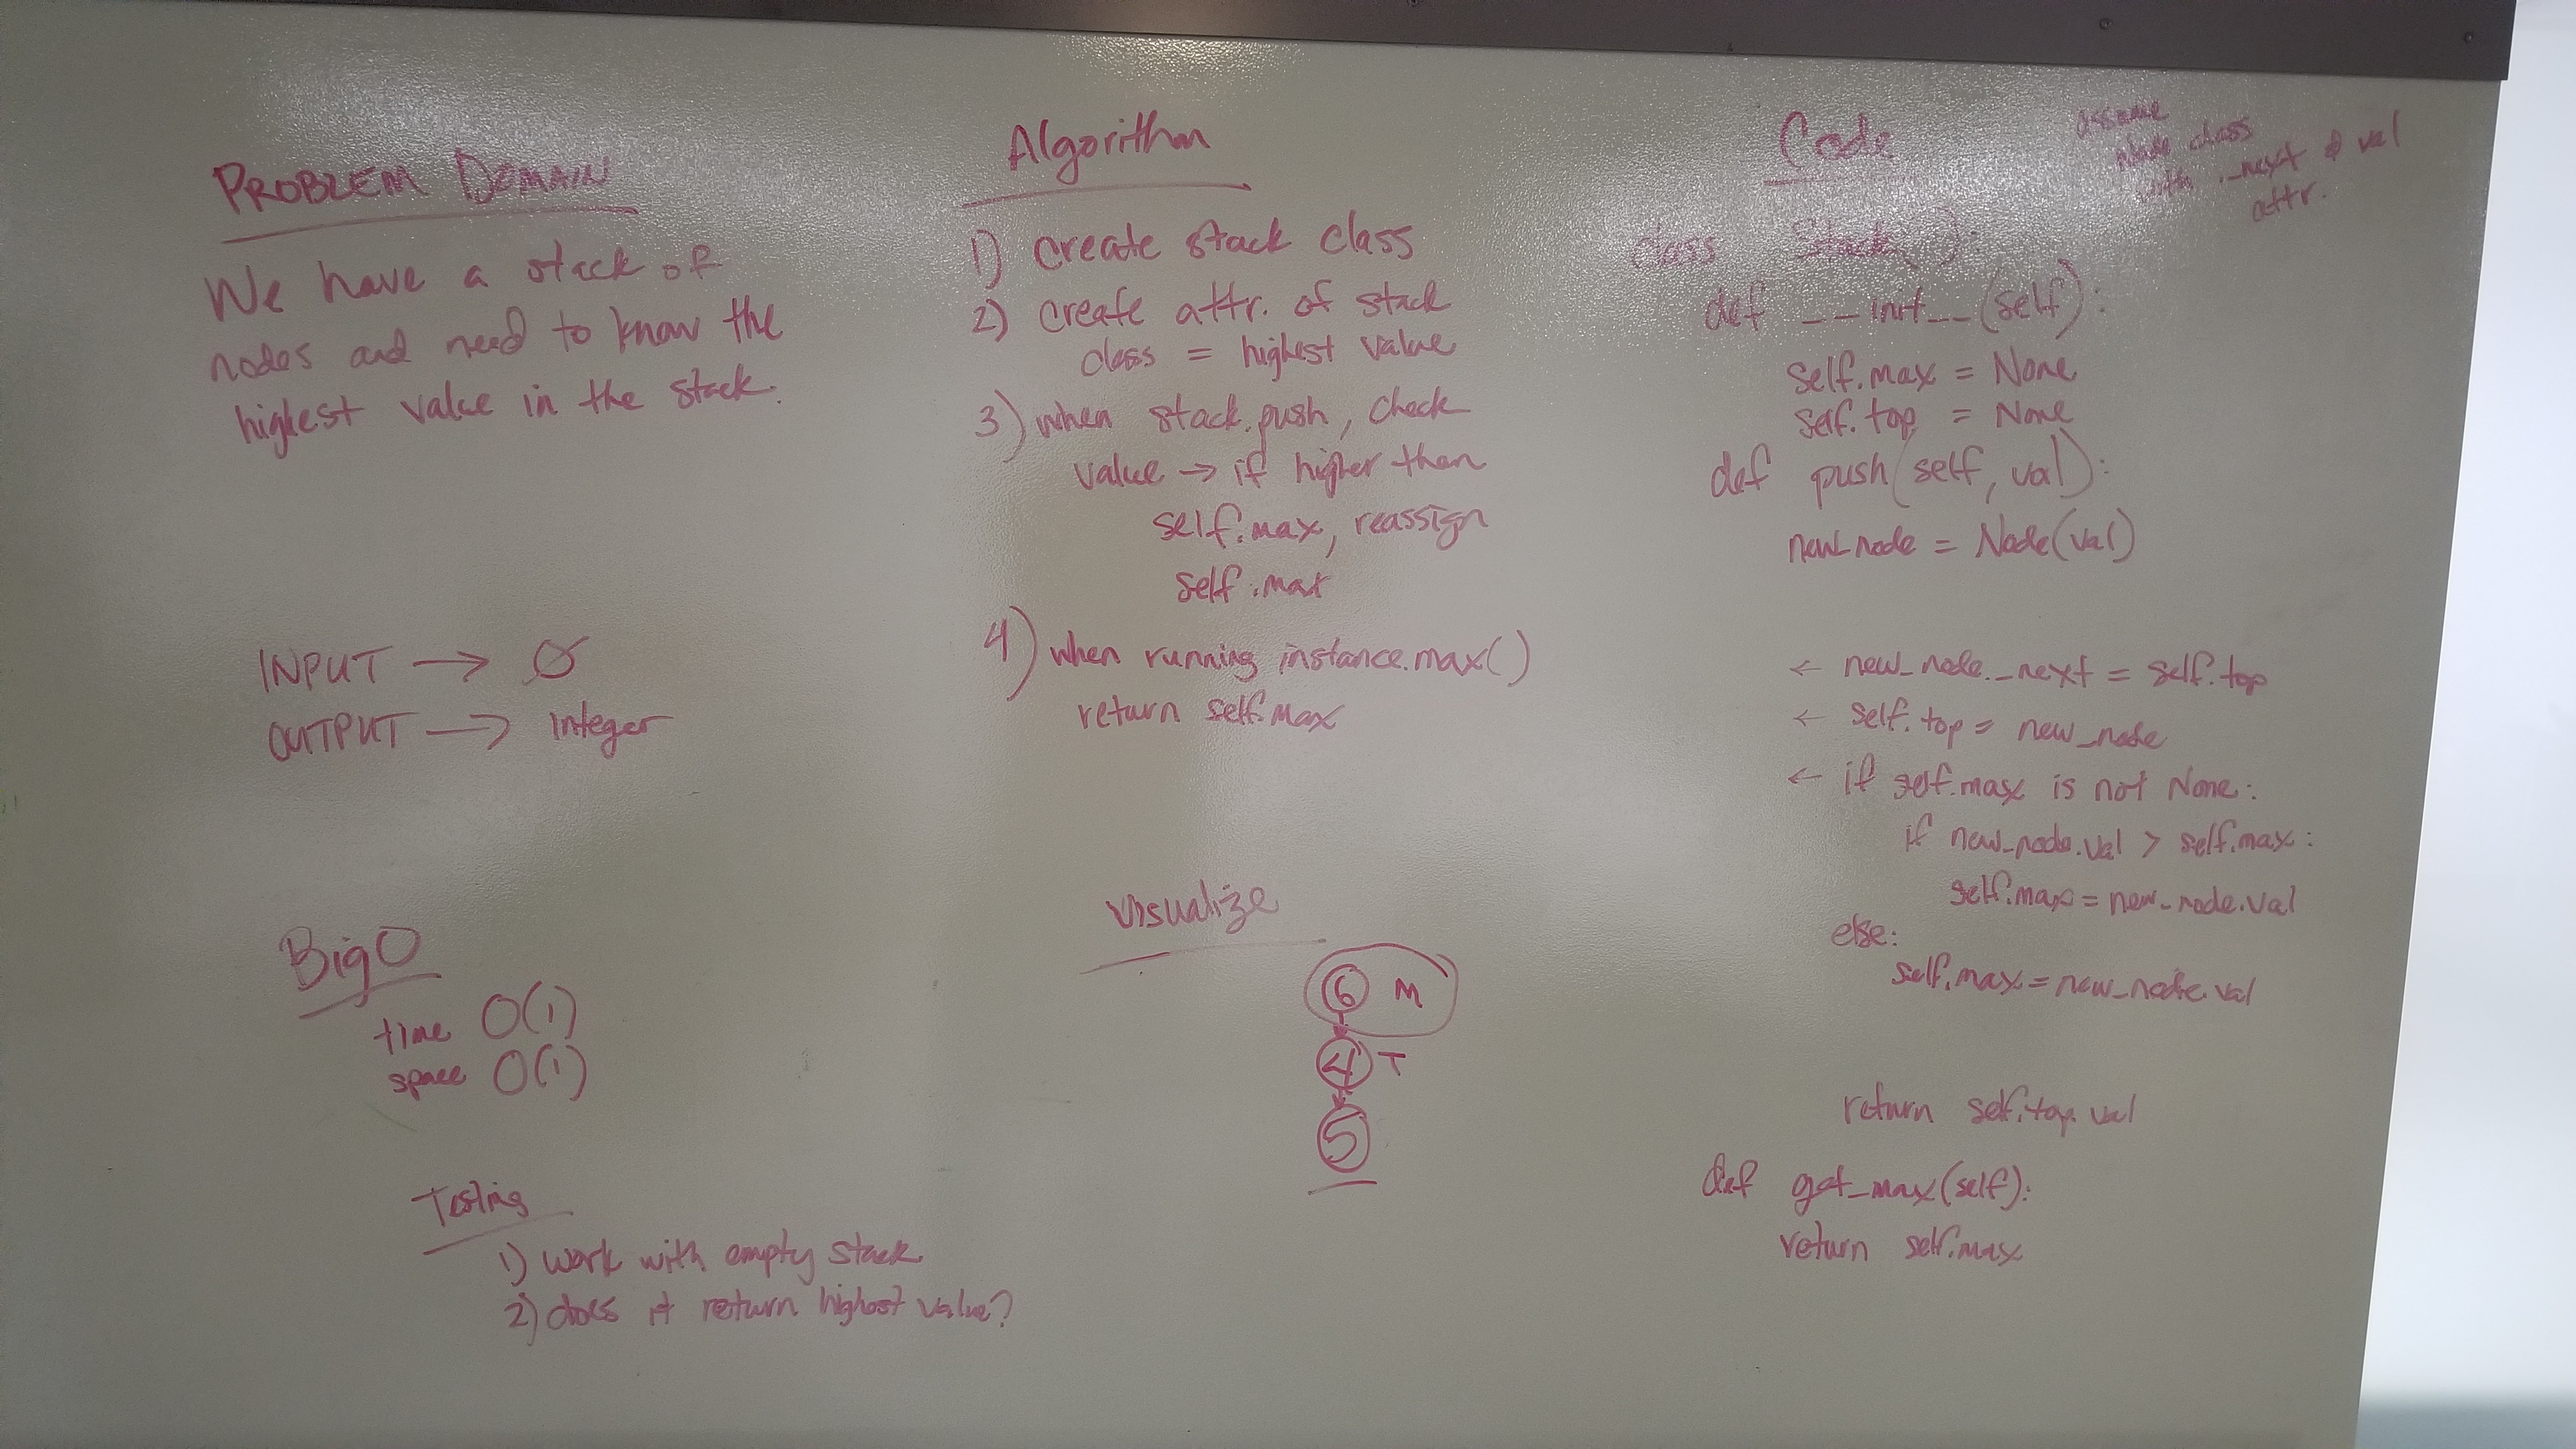 PROBLEM DOMAIN
We have a stack of
nodes and need to know the
highest value in the stack.
INPUT → Ø
OUTPUT → Integer
Big O
time O(1)
space O(1)
Testing
1) work with empty stack
2) does it return highest value?
Algorithm
1) create stack class
2) create attr. of stack
class = highest value
3) when stack.push, check
value → if higher than
self.max, reassign
self.max
4) when running instance.max()
return self.max
Visualize
6 M
4 T
5
Code
assume
node class
with ._next & val
attr.
class Stack():
def __init__(self):
self.max = None
self.top = None
def push(self, val):
new_node = Node(val)
← new_node._next = self.top
← self.top = new_node
← if self.max is not None:
if new_node.val > self.max:
self.max = new_node.val
else:
self.max = new_node.val
return self.top.val
def get_max(self):
return self.max